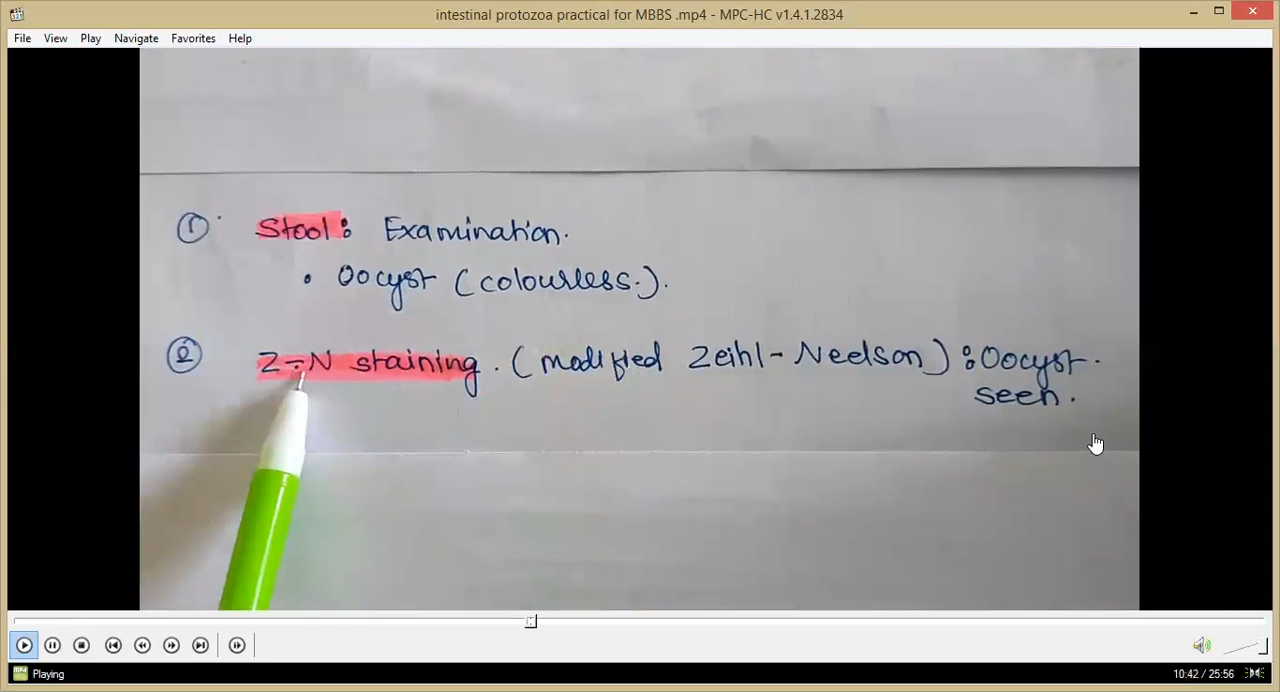 intestinal protozoa practical for MBBS .mp4 - MPC-HC v1.4.1.2834
File View Play Navigate Favorites Help
① Stool: Examination.
• Oocyst (colourless.).
② Z-N staining. (modified Zeihl-Neelson) : Oocyst.
seen.
Playing 10:42 / 25:56